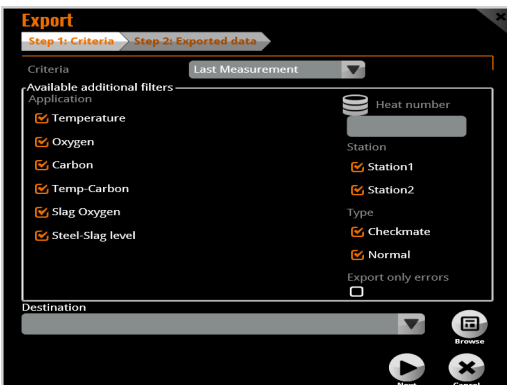 Export
Step 1: Criteria Step 2: Exported data
Criteria Last Measurement
Available additional filters
Application
Heat number
Temperature
Oxygen
Station
Carbon Station1
Temp-Carbon Station2
Slag Oxygen Type
Steel-Slag level Checkmate
Normal
Export only errors
Destination
Browse
Next Cancel